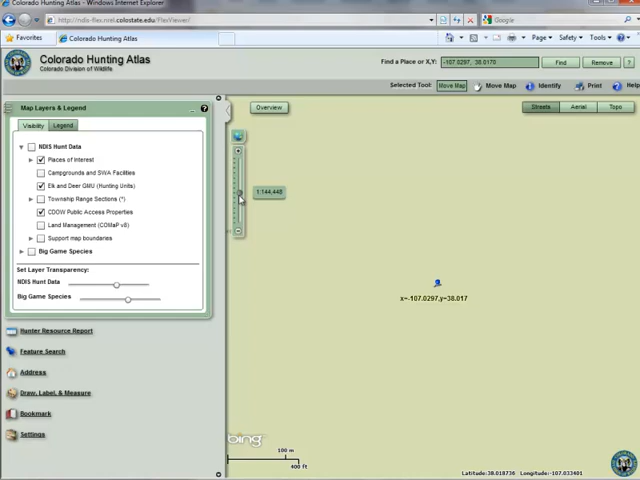 Colorado Hunting Atlas - Windows Internet Explorer
http://ndis-flex.nrel.colostate.edu/FlexViewer/
Google
Favorites
Colorado Hunting Atlas
Page
Safety
Tools
Colorado Hunting Atlas
Colorado Division of Wildlife
Find a Place or X,Y:
-107.0297, 38.0170
Find
Remove
?
Selected Tool:
Move Map
Move Map
Identify
Print
Help
Map Layers & Legend
Overview
Streets
Aerial
Topo
Visibility
Legend
NDIS Hunt Data
Places of Interest
Campgrounds and SWA Facilities
Elk and Deer GMU (Hunting Units)
Township Range Sections (*)
CDOW Public Access Properties
Land Management (COMaP v8)
Support map boundaries
Big Game Species
1:144,448
Set Layer Transparency:
NDIS Hunt Data
Big Game Species
x=-107.0297,y=38.017
Hunter Resource Report
Feature Search
Address
Draw, Label, & Measure
Bookmark
Settings
bing
100 m
400 ft
Latitude:38.018736 Longitude:-107.033401